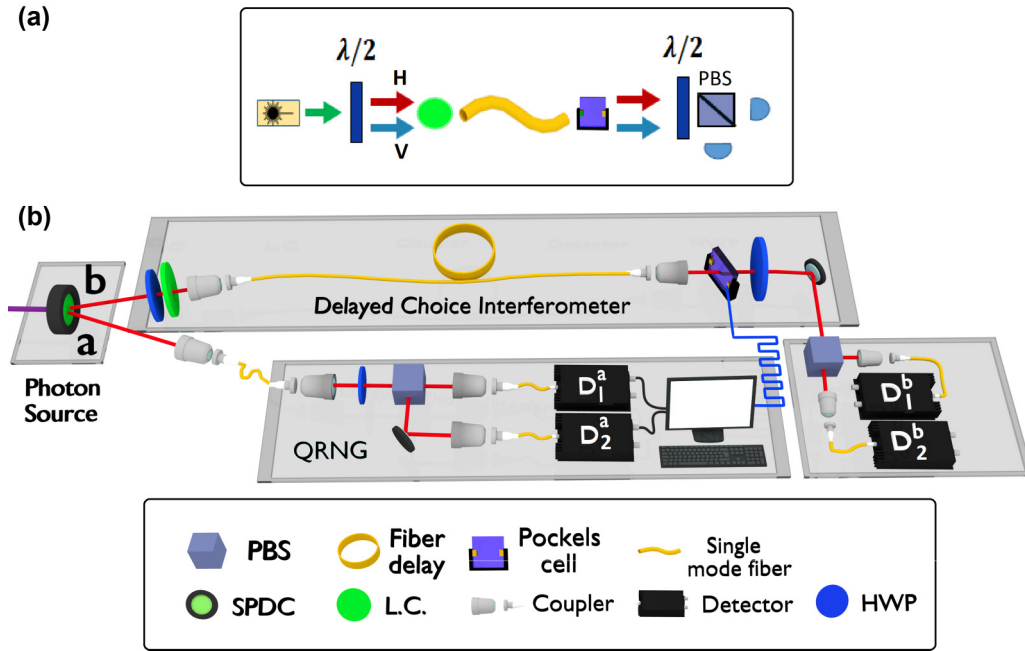 (a)
λ/2
λ/2
H
V
PBS
(b)
b
a
Photon
Source
Delayed Choice Interferometer
QRNG
D₁ᵃ
D₂ᵃ
D₁ᵇ
D₂ᵇ
PBS
Fiber
delay
Pockels
cell
Single
mode fiber
SPDC
L.C.
Coupler
Detector
HWP